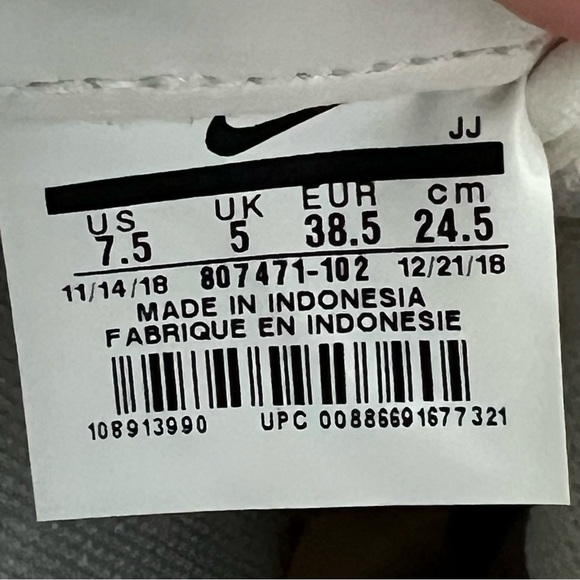 JJ
US UK EUR cm
7.5 5 38.5 24.5
11/14/18 807471-102 12/21/18
MADE IN INDONESIA
FABRIQUE EN INDONESIE
108913990 UPC 00886691677321